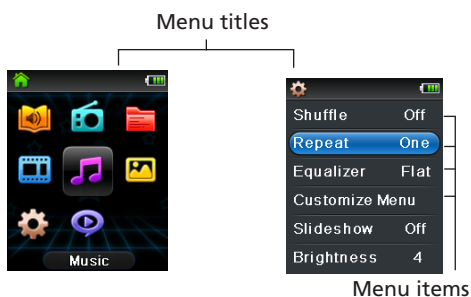 Menu titles
Music
Shuffle Off
Repeat One
Equalizer Flat
Customize Menu
Slideshow Off
Brightness 4
Menu items